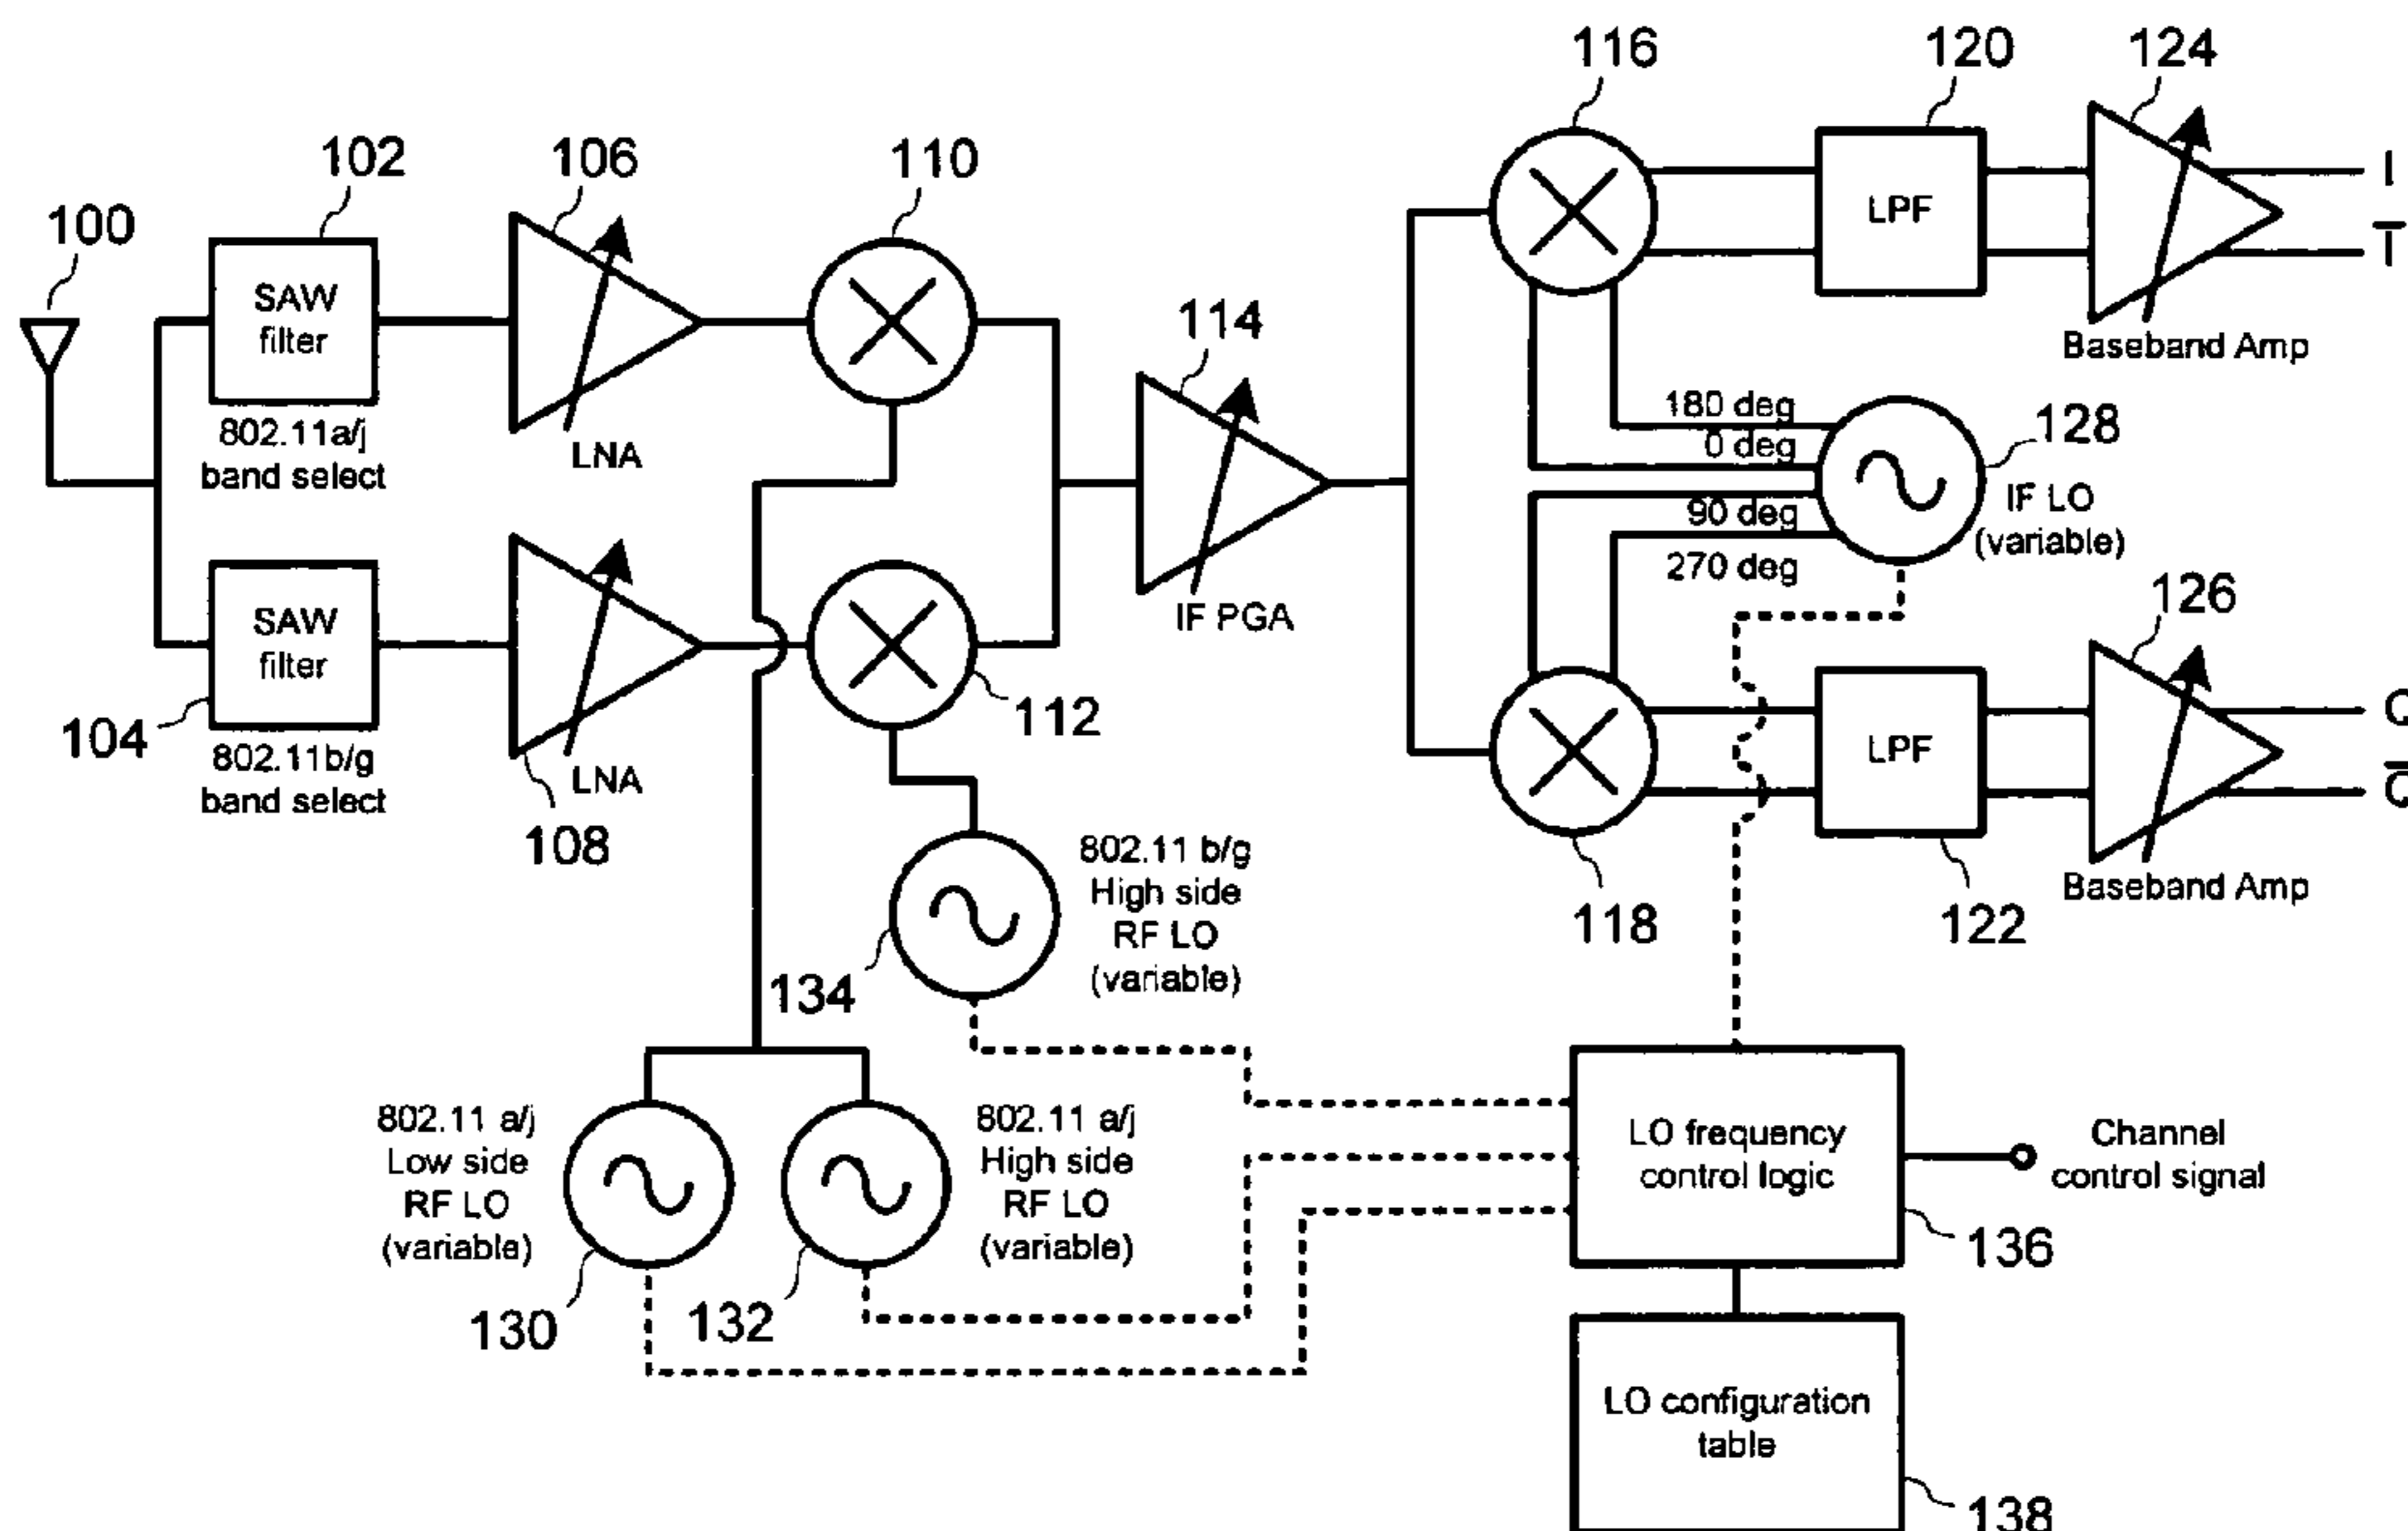 116
120
124
102
106
110
I
100
SAW
filter
LPF
T
114
Baseband Amp
802.11a/j
band select
LNA
180 deg
0 deg
128
90 deg
IF LO
(variable)
270 deg
SAW
filter
IF PGA
126
104
112
Q
802.11b/g
band select
LNA
LPF
Q
108
802.11 b/g
High side
RF LO
(variable)
118
122
Baseband Amp
134
802.11 a/j
Low side
RF LO
(variable)
802.11 a/j
High side
RF LO
(variable)
LO frequency
control logic
Channel
control signal
136
130
132
LO configuration
table
138